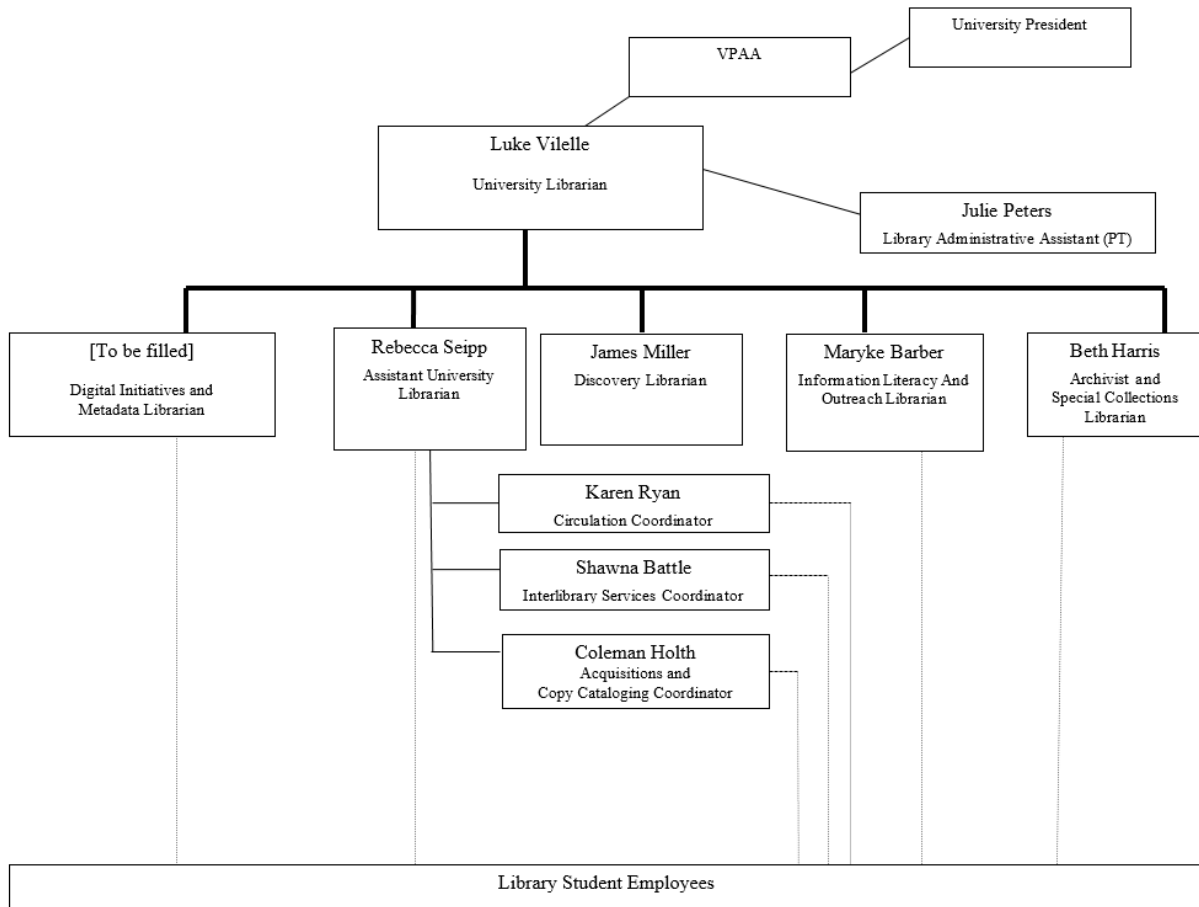 University President
VPAA
Luke Vilelle
University Librarian
Julie Peters
Library Administrative Assistant (PT)
[To be filled]
Digital Initiatives and
Metadata Librarian
Rebecca Seipp
Assistant University
Librarian
James Miller
Discovery Librarian
Maryke Barber
Information Literacy And
Outreach Librarian
Beth Harris
Archivist and
Special Collections
Librarian
Karen Ryan
Circulation Coordinator
Shawna Battle
Interlibrary Services Coordinator
Coleman Holth
Acquisitions and
Copy Cataloging Coordinator
Library Student Employees